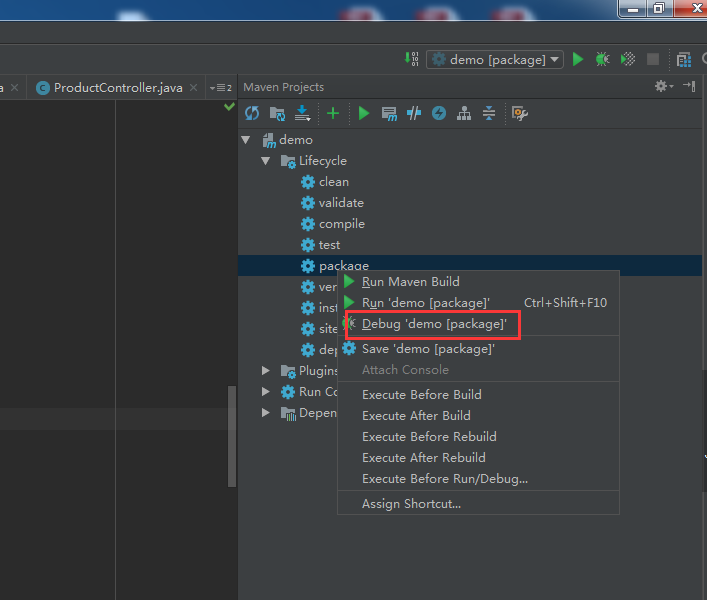 demo [package]
a
ProductController.java
2
Maven Projects
demo
Lifecycle
clean
validate
compile
test
package
ver
Run Maven Build
inst
Run 'demo [package]' Ctrl+Shift+F10
site
Debug 'demo [package]'
dep
Save 'demo [package]'
Plugins
Attach Console
Run Co
Execute Before Build
Depen
Execute After Build
Execute Before Rebuild
Execute After Rebuild
Execute Before Run/Debug...
Assign Shortcut...